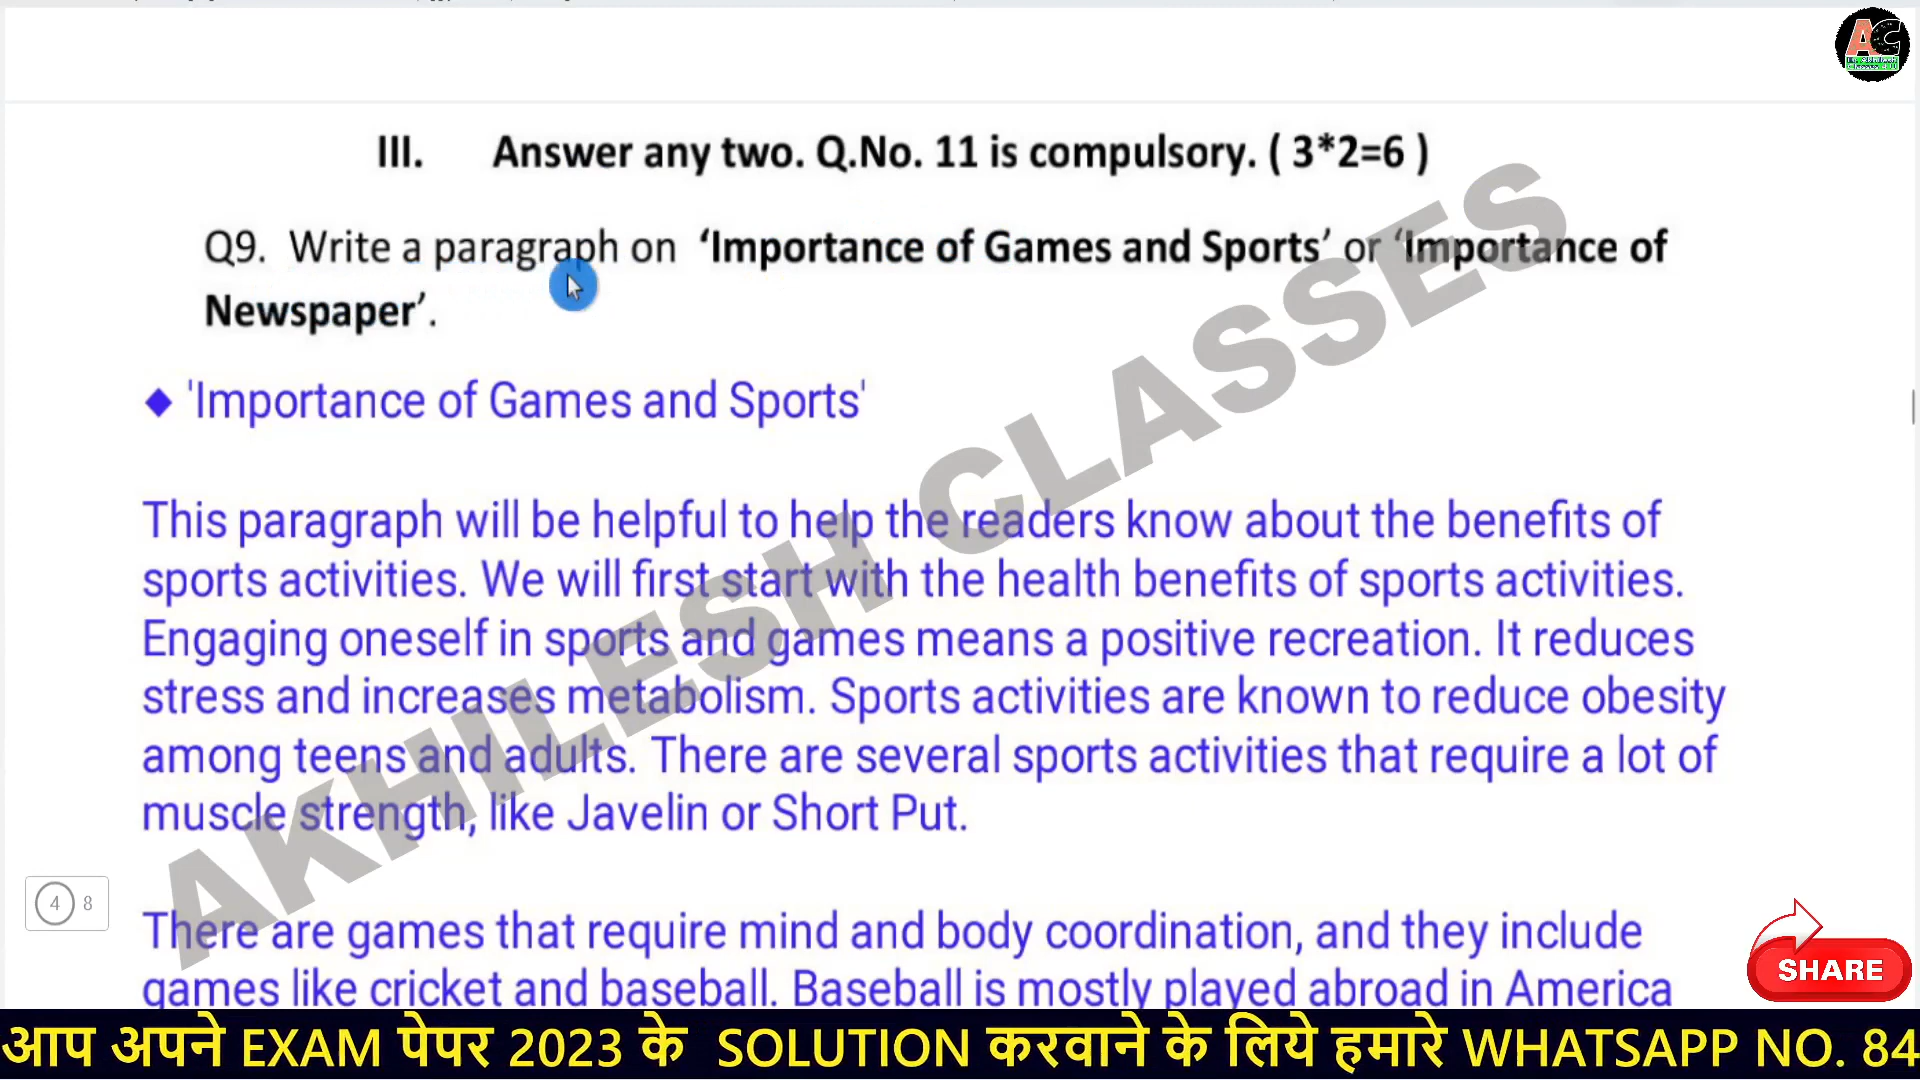 AC
III. Answer any two. Q.No. 11 is compulsory. ( 3*2=6 )
Q9. Write a paragraph on ‘Importance of Games and Sports’ or ‘Importance of
Newspaper’.
◆ 'Importance of Games and Sports'
This paragraph will be helpful to help the readers know about the benefits of
sports activities. We will first start with the health benefits of sports activities.
Engaging oneself in sports and games means a positive recreation. It reduces
stress and increases metabolism. Sports activities are known to reduce obesity
among teens and adults. There are several sports activities that require a lot of
muscle strength, like Javelin or Short Put.
AKHILESH CLASSES
4 8
There are games that require mind and body coordination, and they include
games like cricket and baseball. Baseball is mostly played abroad in America
SHARE
आप अपने EXAM पेपर 2023 के SOLUTION करवाने के लिये हमारे WHATSAPP NO. 84